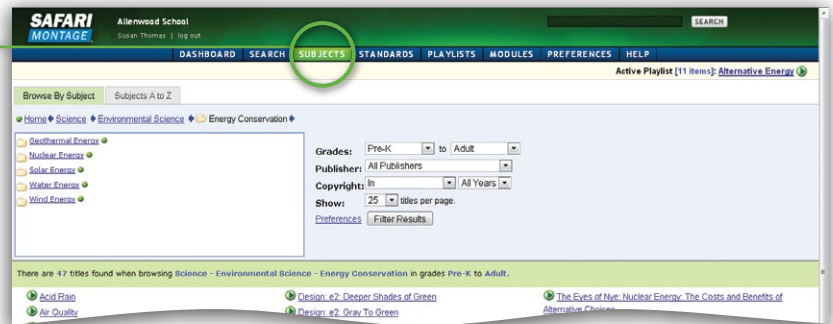 SAFARI
MONTAGE
Allenwood School
Susan Thomas | log out
SEARCH
DASHBOARD SEARCH SUBJECTS STANDARDS PLAYLISTS MODULES PREFERENCES HELP
Active Playlist [11 items]: Alternative Energy
Browse By Subject Subjects A to Z
Home Science Environmental Science Energy Conservation
Geothermal Energy
Nuclear Energy
Solar Energy
Water Energy
Wind Energy
Grades: Pre-K to Adult
Publisher: All Publishers
Copyright: In All Years
Show: 25 titles per page.
Preferences Filter Results
There are 47 titles found when browsing Science - Environmental Science - Energy Conservation in grades Pre-K to Adult.
Acid Rain Design: e2: Deeper Shades of Green The Eyes of Nye: Nuclear Energy: The Costs and Benefits of
Air Quality Design: e2: Gray To Green Alternative Choices